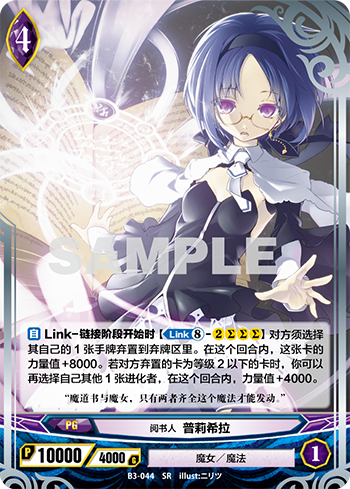 4
SAMPLE
自 Link-链接阶段开始时【Link 8 - 2ΣΣΣ】对方须选择
其自己的1张手牌弃置到弃牌区里。在这个回合内，这张卡的
力量值+8000。若对方弃置的卡为等级2以下的卡时，你可以
再选择自己其他1张进化者，在这个回合内，力量值+4000。
“魔道书与魔女，只有两者齐全这个魔法才能发动。”
PG
阅书人 普莉希拉
P 10000 / 4000 G
魔女／魔法
1
B3-044 SR illust:ニリツ